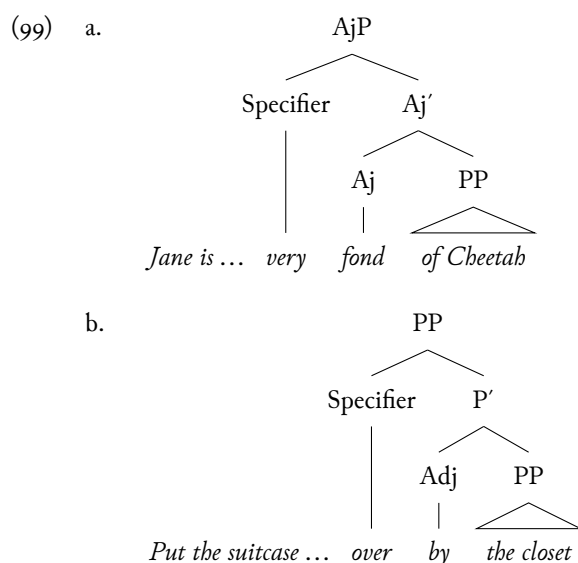 (99) a. AjP
Specifier Aj′
Aj PP
Jane is … very fond of Cheetah
b. PP
Specifier P′
Adj PP
Put the suitcase … over by the closet